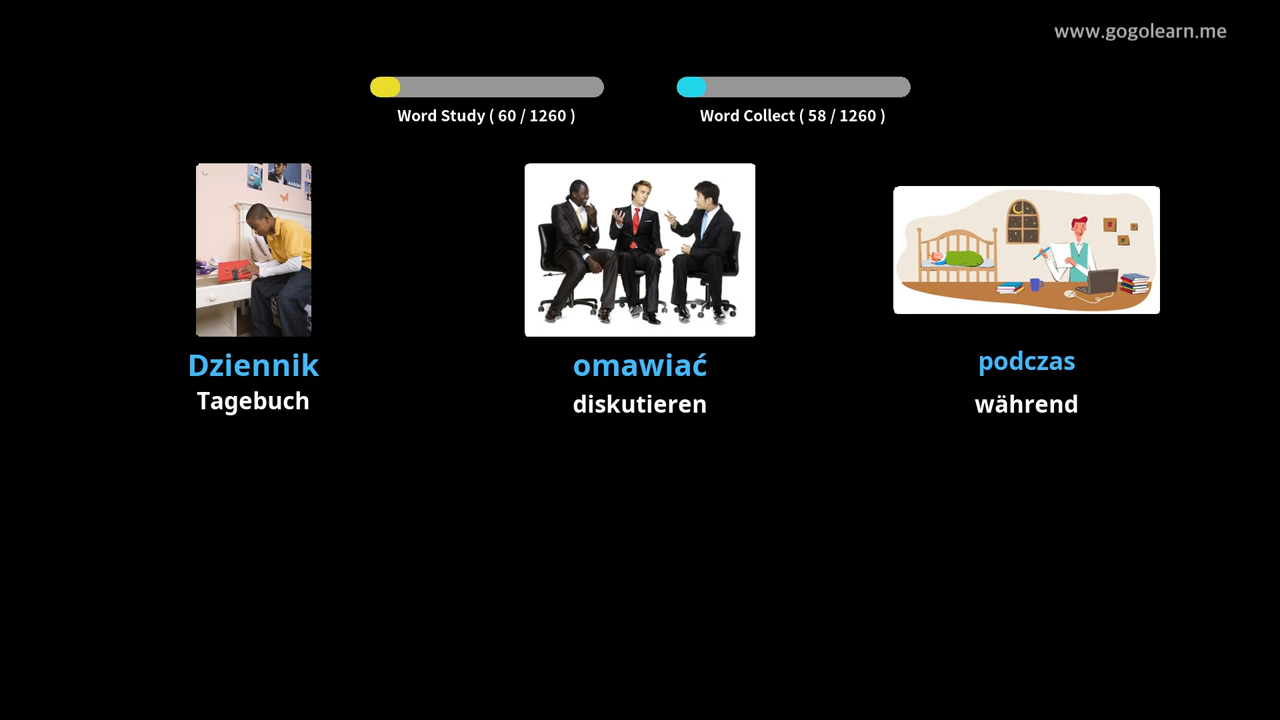 www.gogolearn.me
Word Study ( 60 / 1260 )
Word Collect ( 58 / 1260 )
Dziennik
Tagebuch
omawiać
diskutieren
podczas
während